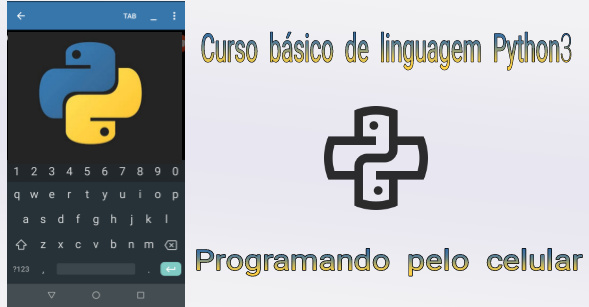 TAB
Curso básico de linguagem Python3
1 2 3 4 5 6 7 8 9 0
q w e r t y u i o p
a s d f g h j k l
z x c v b n m
?123 , .
Programando pelo celular